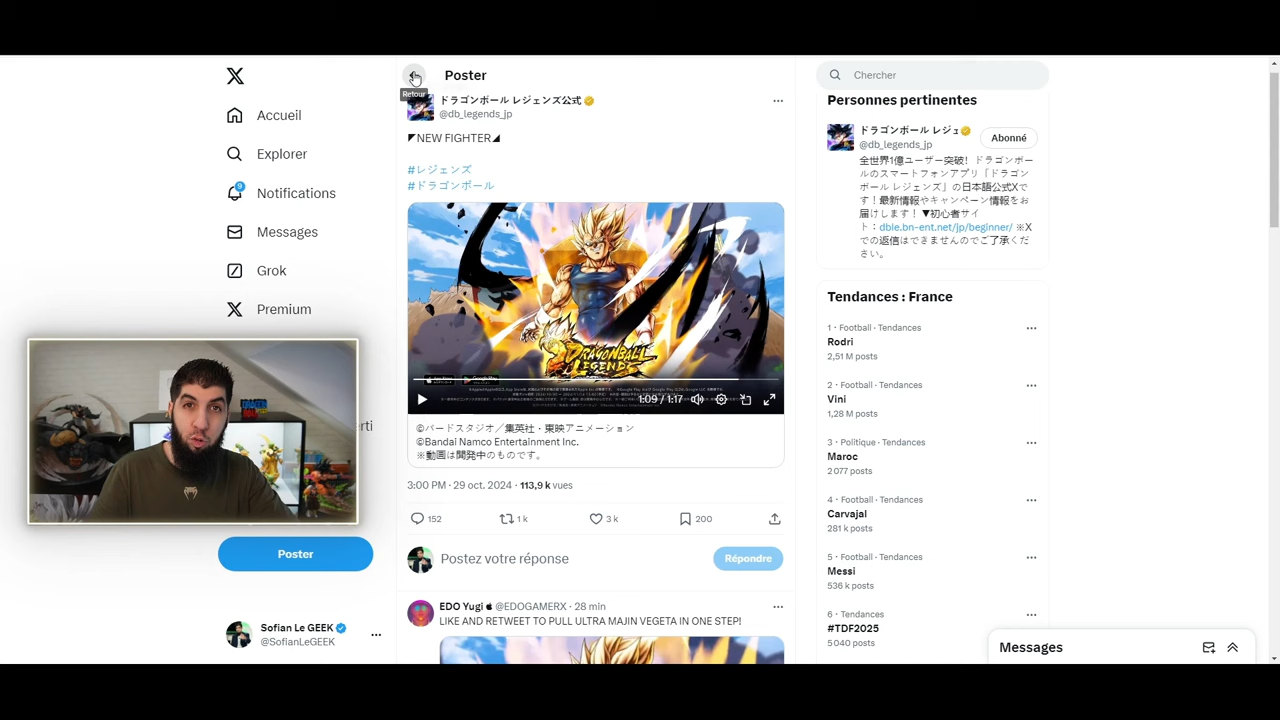 Accueil
Explorer
9
Notifications
Messages
Grok
Premium
Poster
Sofian Le GEEK
@SofianLeGEEK
Poster
Retour
ドラゴンボール レジェンズ公式
@db_legends_jp
◤NEW FIGHTER◢
#レジェンズ
#ドラゴンボール
DRAGONBALL
LEGENDS
1:09 / 1:17
©バードスタジオ／集英社・東映アニメーション
©Bandai Namco Entertainment Inc.
※動画は開発中のものです。
3:00 PM · 29 oct. 2024 · 113,9 k vues
152
1 k
3 k
200
Postez votre réponse
Répondre
EDO Yugi @EDOGAMERX · 28 min
LIKE AND RETWEET TO PULL ULTRA MAJIN VEGETA IN ONE STEP!
Chercher
Personnes pertinentes
ドラゴンボール レジェ
@db_legends_jp
Abonné
全世界1億ユーザー突破！ドラゴンボー
ルのスマートフォンアプリ「ドラゴン
ボール レジェンズ」の日本語公式Xで
す！最新情報やキャンペーン情報をお
届けします！ ▼初心者サイ
ト：dble.bn-ent.net/jp/beginner/ ※X
での返信はできませんのでご了承くだ
さい。
Tendances : France
1 · Football · Tendances
Rodri
2,51 M posts
2 · Football · Tendances
Vini
1,28 M posts
3 · Politique · Tendances
Maroc
2 077 posts
4 · Football · Tendances
Carvajal
281 k posts
5 · Football · Tendances
Messi
536 k posts
6 · Tendances
#TDF2025
5 040 posts
Messages